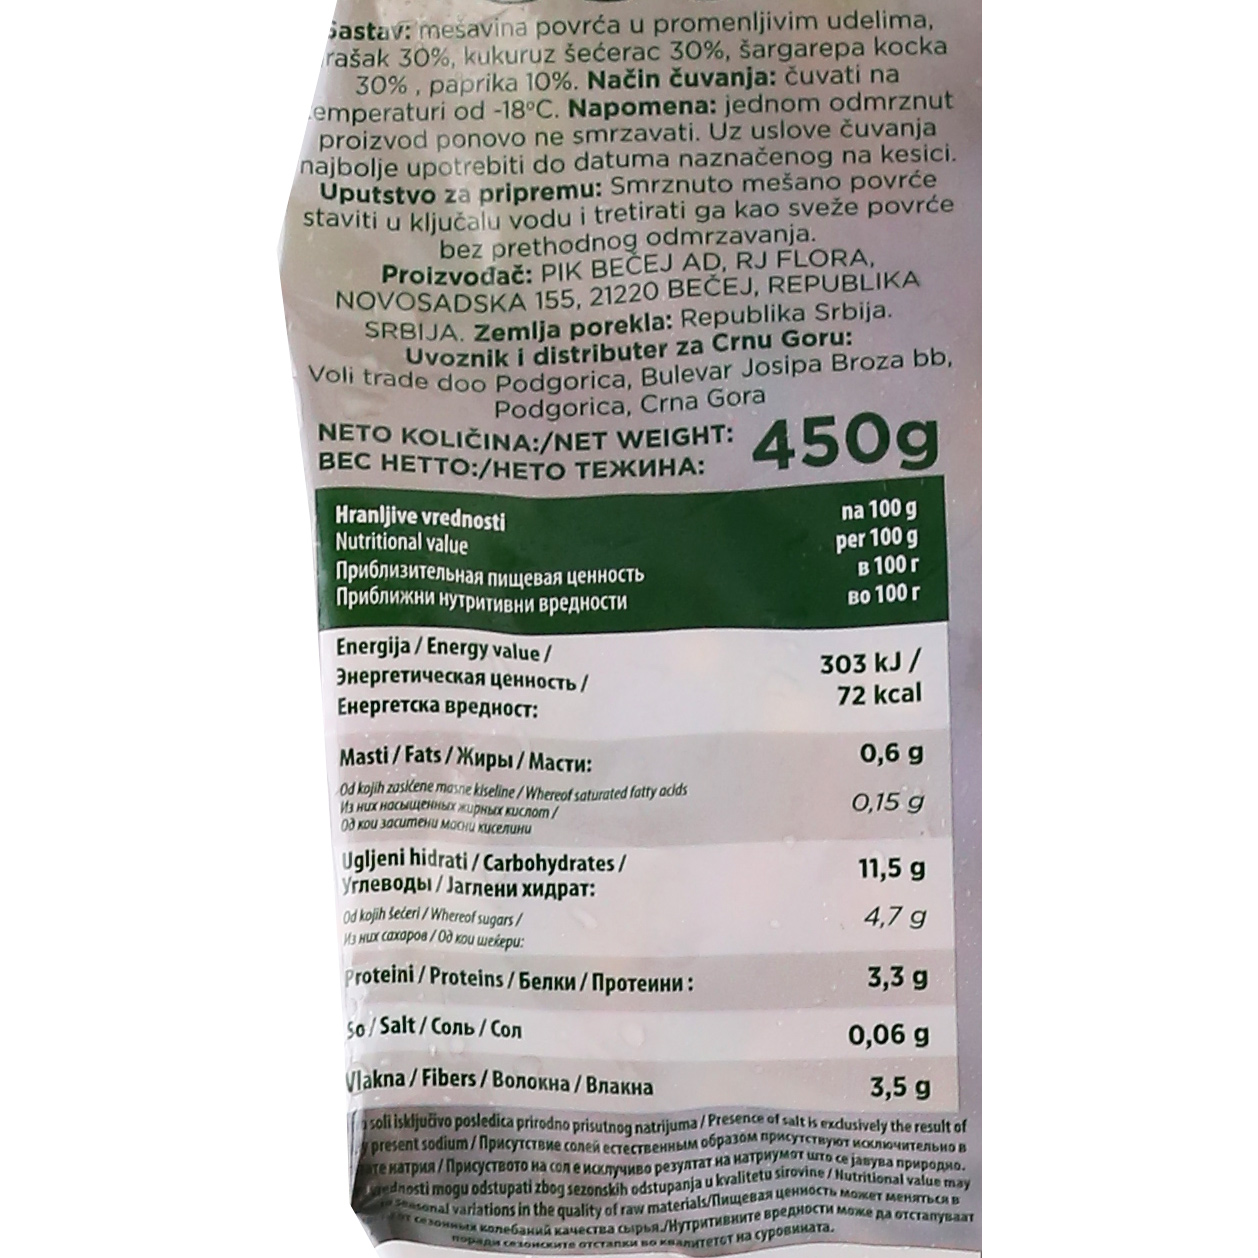 Sastav: mešavina povrća u promenljivim udelima,
rašak 30%, kukuruz šećerac 30%, šargarepa kocka
30% , paprika 10%. Način čuvanja: čuvati na
temperaturi od -18°C. Napomena: jednom odmrznut
proizvod ponovo ne smrzavati. Uz uslove čuvanja
najbolje upotrebiti do datuma naznačenog na kesici.
Uputstvo za pripremu: Smrznuto mešano povrće
staviti u ključalu vodu i tretirati ga kao sveže povrće
bez prethodnog odmrzavanja.
Proizvođač: PIK BEČEJ AD, RJ FLORA,
NOVOSADSKA 155, 21220 BEČEJ, REPUBLIKA
SRBIJA. Zemlja porekla: Republika Srbija.
Uvoznik i distributer za Crnu Goru:
Voli trade doo Podgorica, Bulevar Josipa Broza bb,
Podgorica, Crna Gora
NETO KOLIČINA:/NET WEIGHT: 450g
ВЕС НЕТТО:/НЕТО ТЕЖИНА:
Hranljive vrednosti na 100 g
Nutritional value per 100 g
Приблизительная пищевая ценность в 100 г
Приближни нутритивни вредности во 100 г
Energija / Energy value /
Энергетическая ценность / 303 kJ /
Енергетска вредност: 72 kcal
Masti / Fats / Жиры / Масти: 0,6 g
Od kojih zasićene masne kiseline / Whereof saturated fatty acids
Из них насыщенных жирных кислот / 0,15 g
Од кои заситени масни киселини
Ugljeni hidrati / Carbohydrates / 11,5 g
Углеводы / Јаглени хидрат:
Od kojih šećeri / Whereof sugars / 4,7 g
Из них сахаров / Од кои шеќери:
Proteini / Proteins / Белки / Протеини : 3,3 g
So / Salt / Соль / Сол 0,06 g
Vlakna / Fibers / Волокна / Влакна 3,5 g
soli isključivo posledica prirodno prisutnog natrijuma / Presence of salt is exclusively the result of
present sodium / Присутствие солей естественным образом присутствуют исключительно в
натрия / Присуството на сол е исклучиво резултат на натриумот што се јавува природно.
vrednosti mogu odstupati zbog sezonskih odstupanja u kvalitetu sirovine / Nutritional value may
seasonal variations in the quality of raw materials/Пищевая ценность может меняться в
от сезонных колебаний качества сырья./Нутритивните вредности може да отстапуваат
поради сезонските отстапки во квалитетот на суровината.